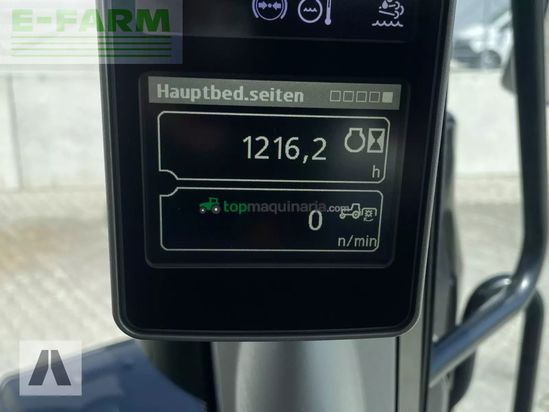 E-FARM
Hauptbed.seiten
1216,2
h
topmaquinaria.com
0
n/min